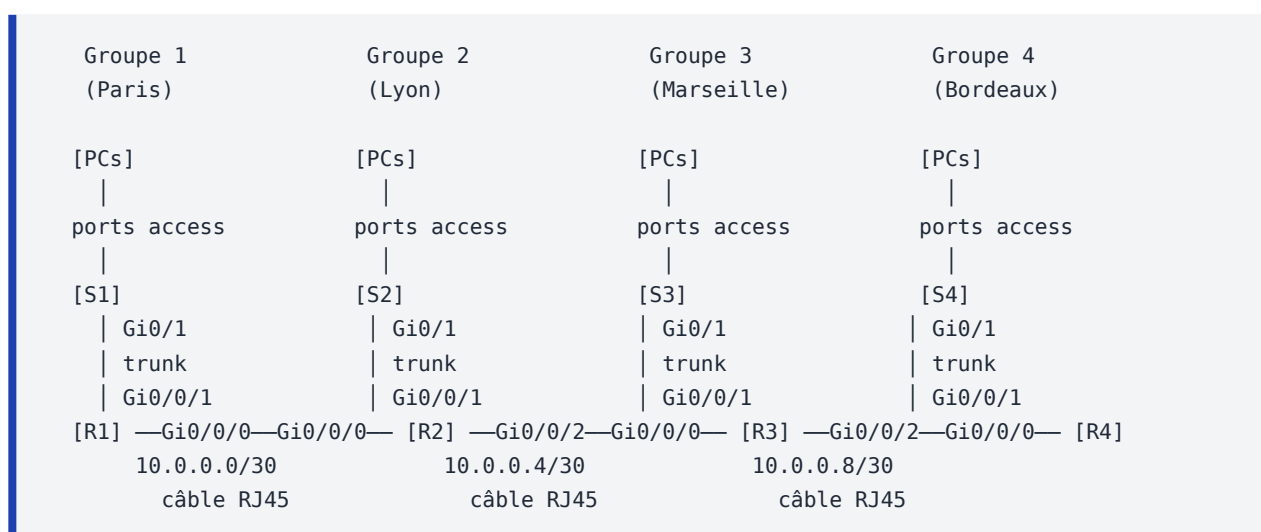 Groupe 1 Groupe 2 Groupe 3 Groupe 4
(Paris) (Lyon) (Marseille) (Bordeaux)
[PCs] [PCs] [PCs] [PCs]
│ │ │ │
ports access ports access ports access ports access
│ │ │ │
[S1] [S2] [S3] [S4]
│ Gi0/1 │ Gi0/1 │ Gi0/1 │ Gi0/1
│ trunk │ trunk │ trunk │ trunk
│ Gi0/0/1 │ Gi0/0/1 │ Gi0/0/1 │ Gi0/0/1
[R1] ──Gi0/0/0──Gi0/0/0── [R2] ──Gi0/0/2──Gi0/0/0── [R3] ──Gi0/0/2──Gi0/0/0── [R4]
10.0.0.0/30 10.0.0.4/30 10.0.0.8/30
câble RJ45 câble RJ45 câble RJ45